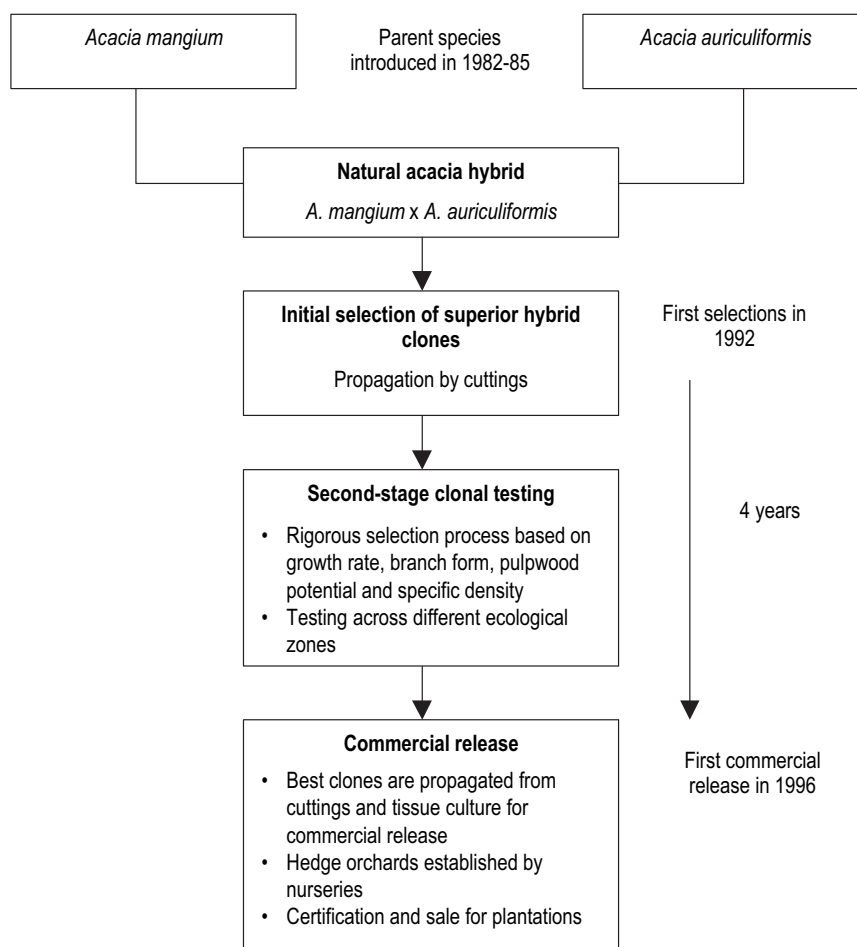 Acacia mangium
Parent species
introduced in 1982-85
Acacia auriculiformis
Natural acacia hybrid
A. mangium x A. auriculiformis
Initial selection of superior hybrid
clones
Propagation by cuttings
First selections in
1992
Second-stage clonal testing
• Rigorous selection process based on
growth rate, branch form, pulpwood
potential and specific density
• Testing across different ecological
zones
4 years
Commercial release
• Best clones are propagated from
cuttings and tissue culture for
commercial release
• Hedge orchards established by
nurseries
• Certification and sale for plantations
First commercial
release in 1996